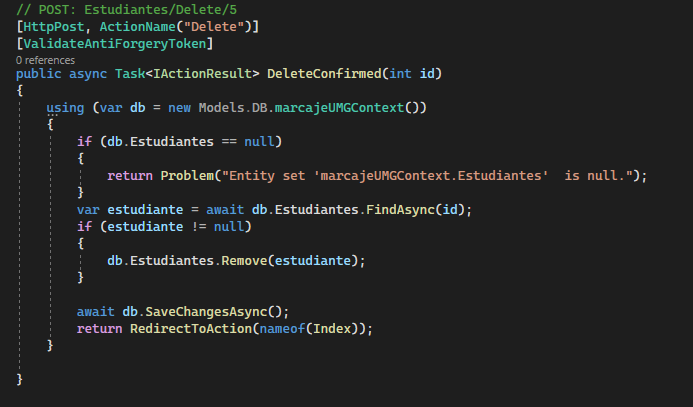 // POST: Estudiantes/Delete/5
[HttpPost, ActionName("Delete")]
[ValidateAntiForgeryToken]
0 references
public async Task<IActionResult> DeleteConfirmed(int id)
{
    using (var db = new Models.DB.marcajeUMGContext())
    {
        if (db.Estudiantes == null)
        {
            return Problem("Entity set 'marcajeUMGContext.Estudiantes'  is null.");
        }
        var estudiante = await db.Estudiantes.FindAsync(id);
        if (estudiante != null)
        {
            db.Estudiantes.Remove(estudiante);
        }

        await db.SaveChangesAsync();
        return RedirectToAction(nameof(Index));
    }

}